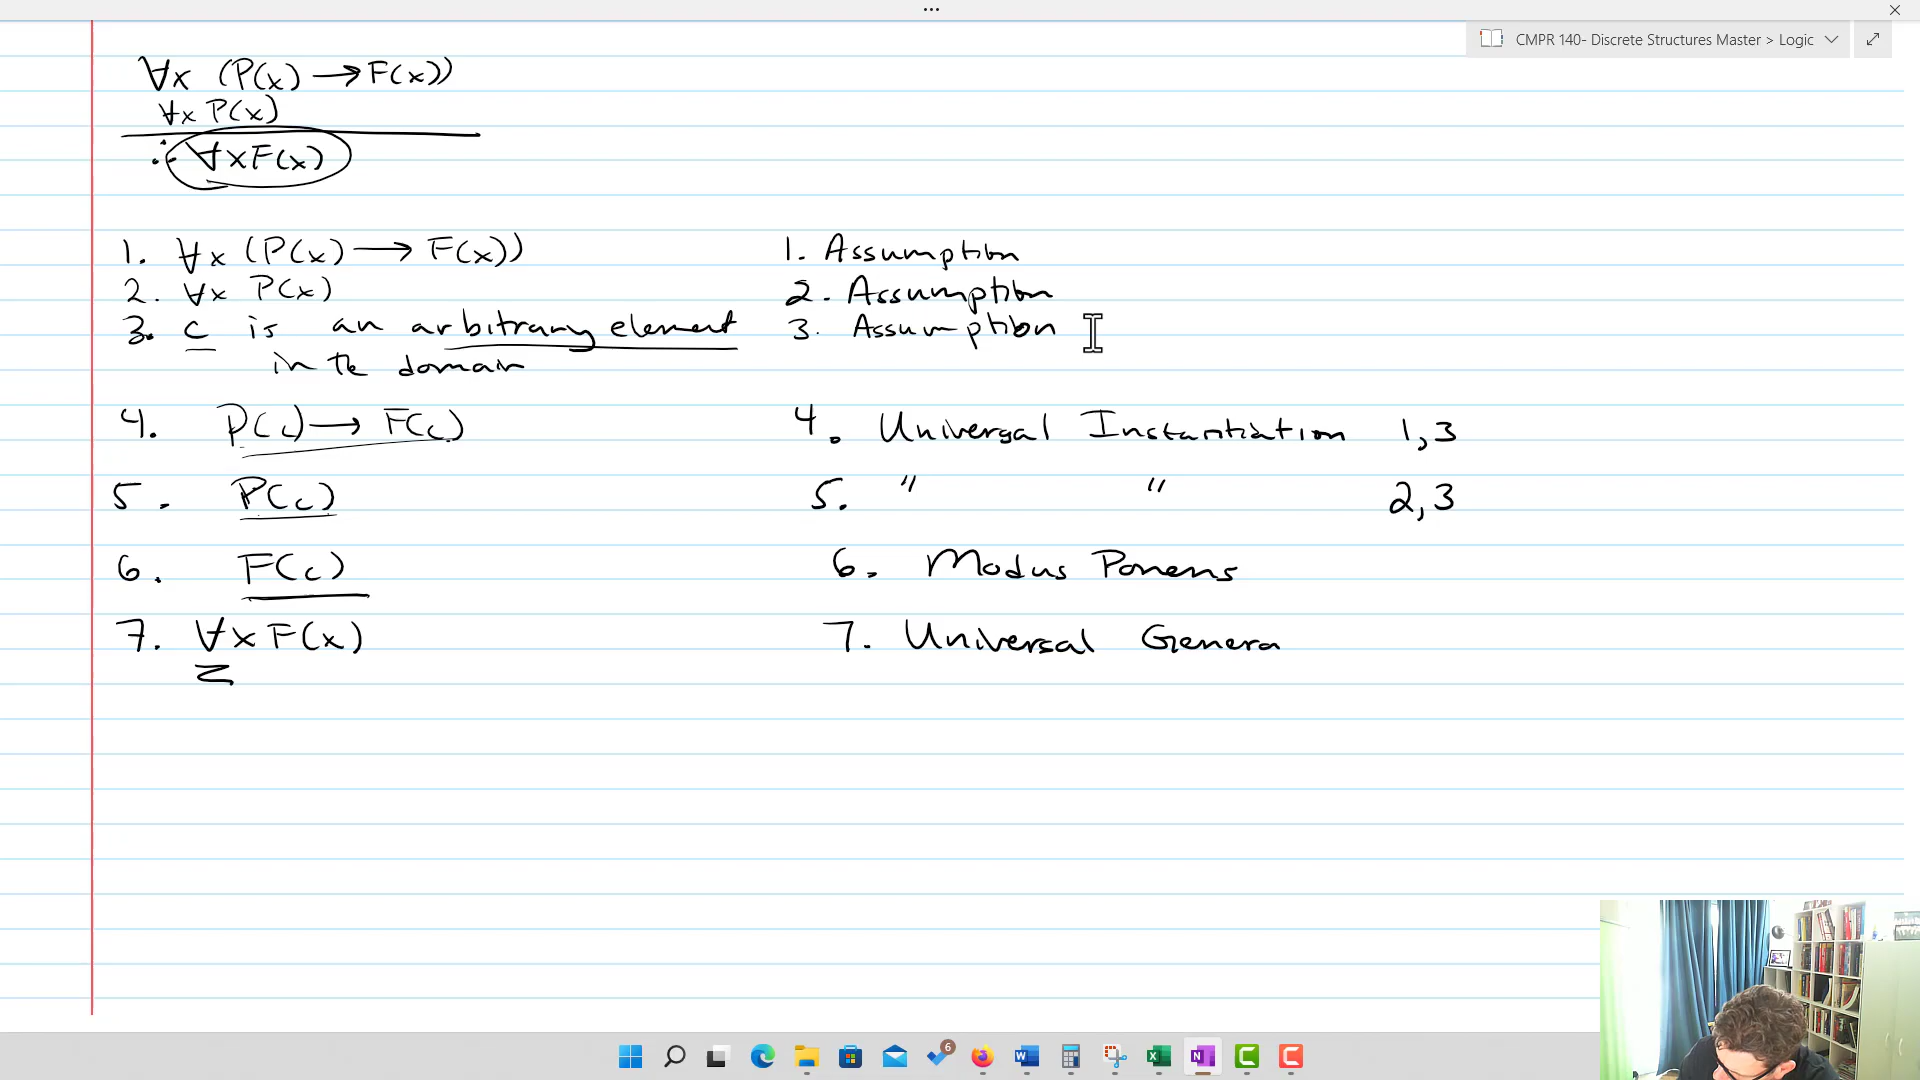 CMPR 140- Discrete Structures Master > Logic
∀x (P(x) → F(x))
∀x P(x)
∴ ∀x F(x)
1. ∀x (P(x) → F(x)) 1. Assumption
2. ∀x P(x) 2. Assumption
3. c is an arbitrary element 3. Assumption
in the domain
4. P(c) → F(c) 4. Universal Instantiation 1,3
5. P(c) 5. " " 2,3
6. F(c) 6. Modus Ponens
7. ∀x F(x) 7. Universal Genera
6